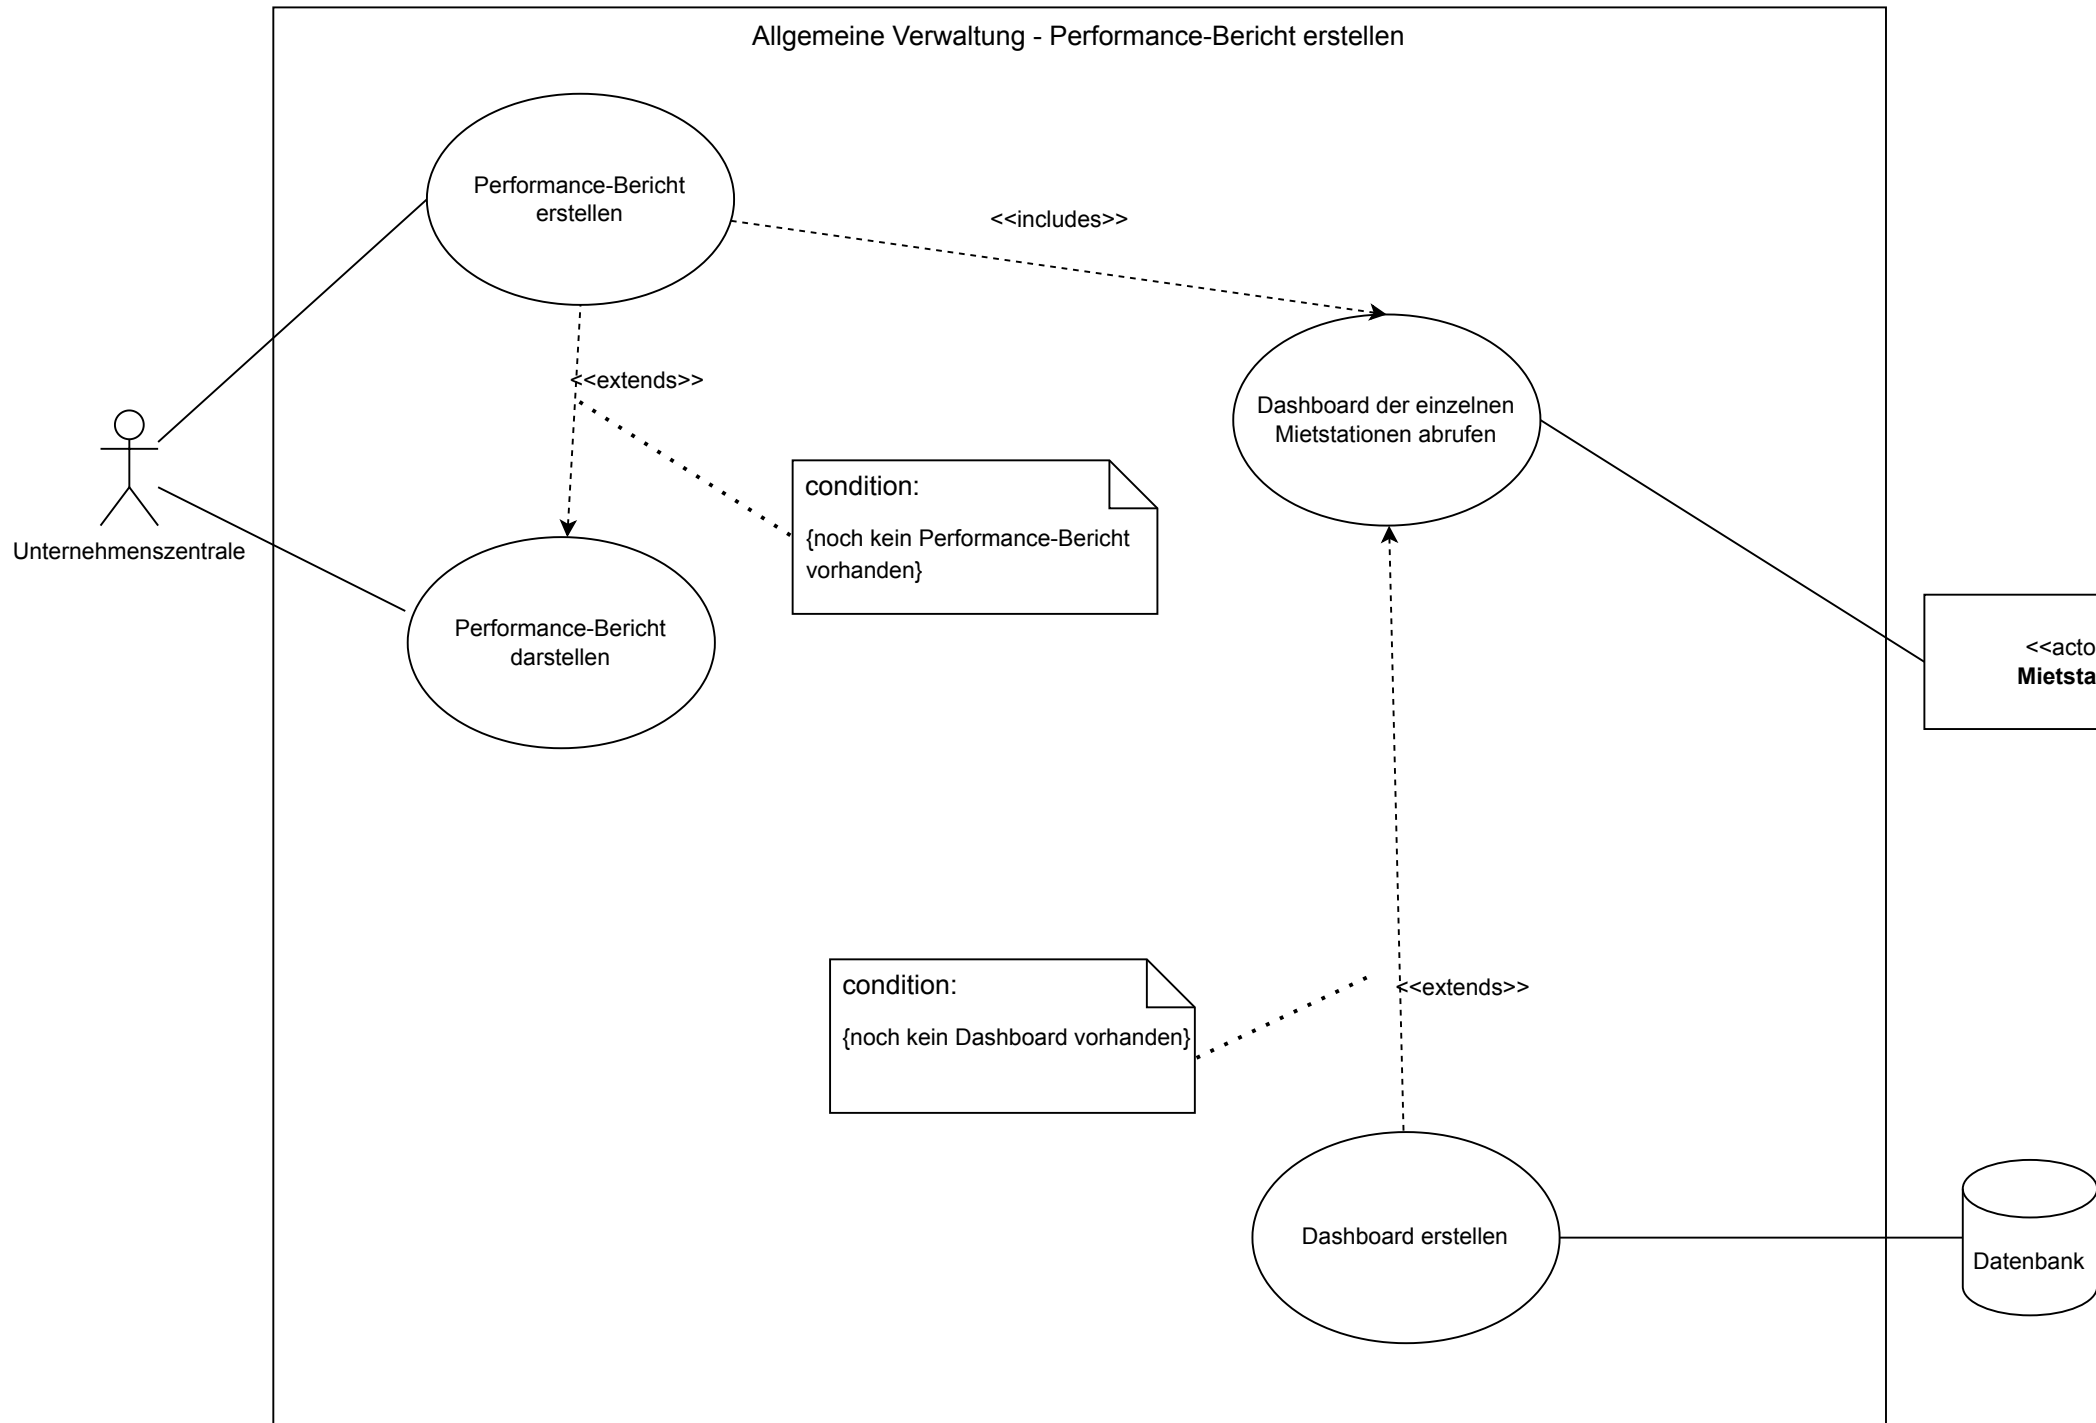 Allgemeine Verwaltung - Performance-Bericht erstellen
Performance-Bericht
erstellen
<<includes>>
<<extends>>
Dashboard der einzelnen
Mietstationen abrufen
condition:
{noch kein Performance-Bericht
vorhanden}
Unternehmenszentrale
Performance-Bericht
darstellen
<<acto
Mietsta
condition:
{noch kein Dashboard vorhanden}
<<extends>>
Dashboard erstellen
Datenbank